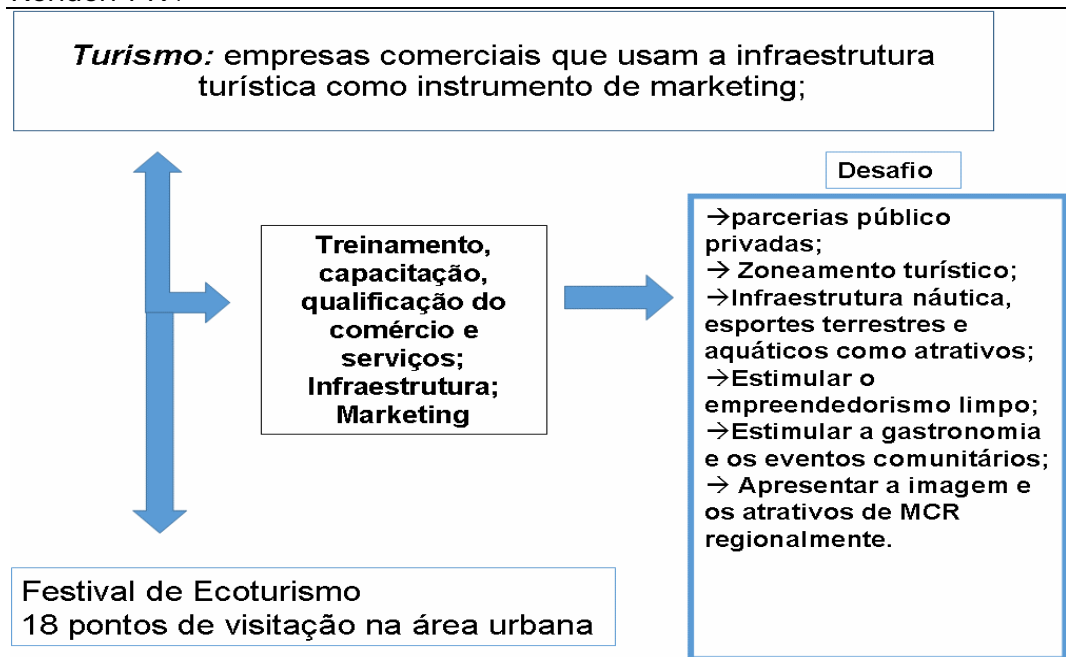 Turismo: empresas comerciais que usam a infraestrutura
turística como instrumento de marketing;
Desafio
Treinamento,
capacitação,
qualificação do
comércio e
serviços;
Infraestrutura;
Marketing
→parcerias público
privadas;
→ Zoneamento turístico;
→Infraestrutura náutica,
esportes terrestres e
aquáticos como atrativos;
→Estimular o
empreendedorismo limpo;
→Estimular a gastronomia
e os eventos comunitários;
→ Apresentar a imagem e
os atrativos de MCR
regionalmente.
Festival de Ecoturismo
18 pontos de visitação na área urbana